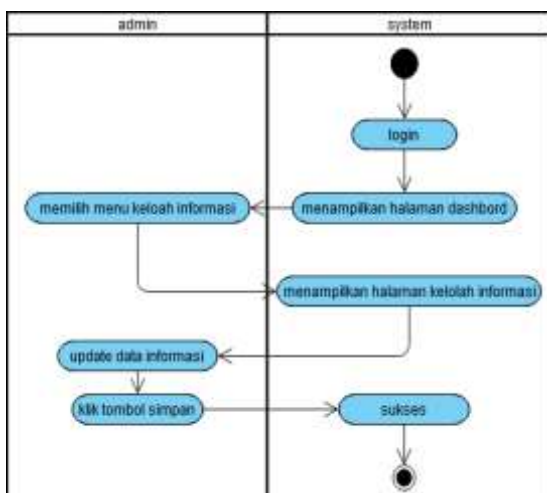 admin
system
login
menampilkan halaman dashbord
memilih menu keloah informasi
menampilkan halaman kelolah informasi
update data informasi
klik tombol simpan
sukses